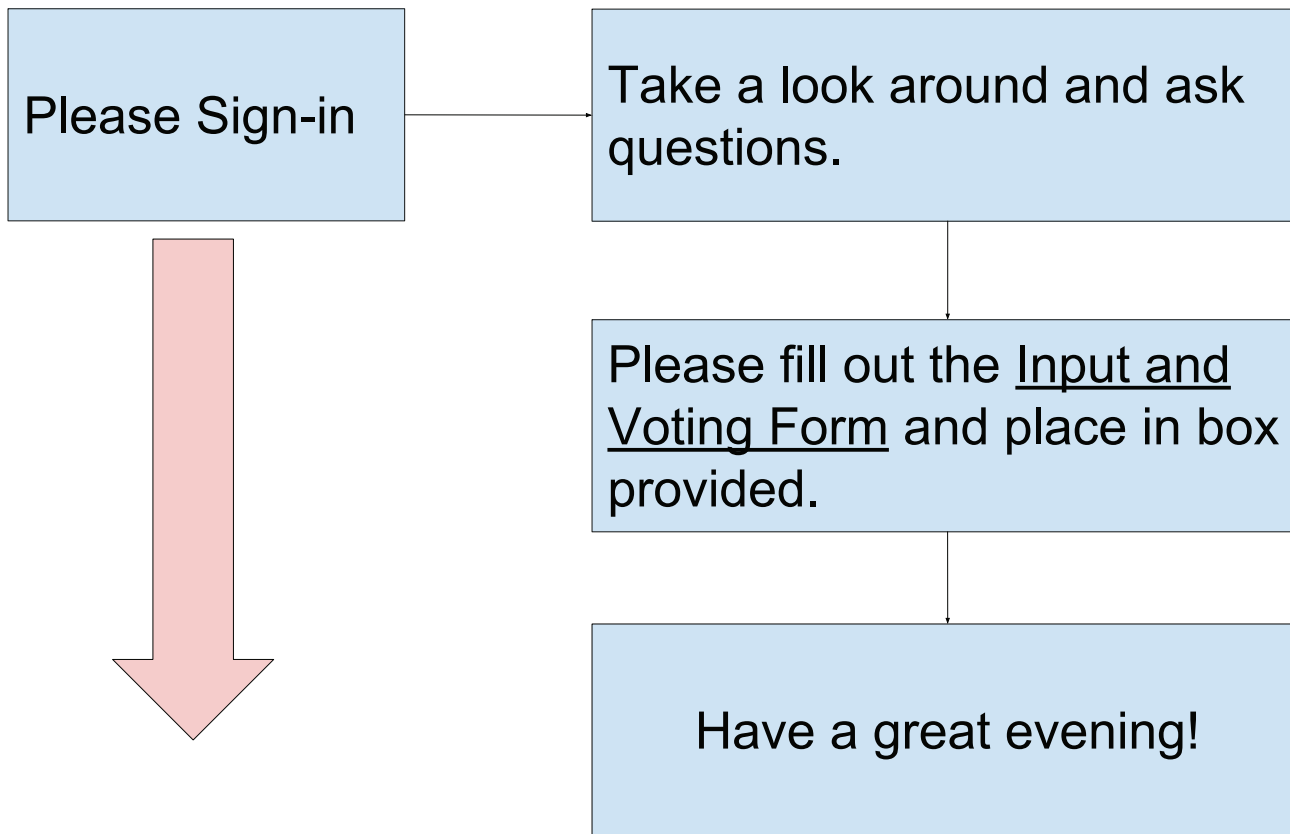 Please Sign-in
Take a look around and ask
questions.
Please fill out the Input and
Voting Form and place in box
provided.
Have a great evening!